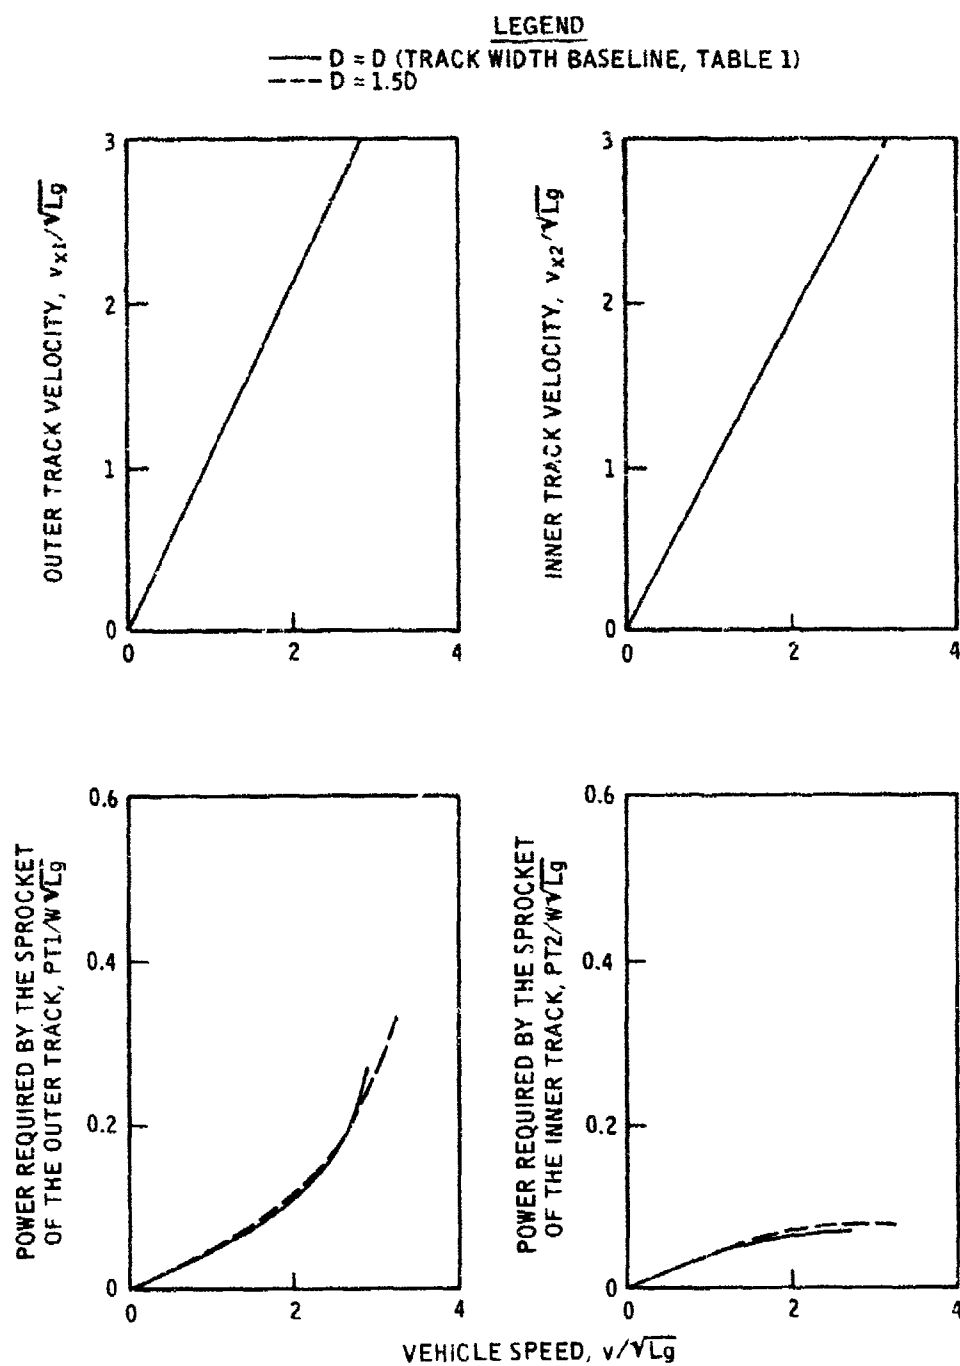 LEGEND
D = D (TRACK WIDTH BASELINE, TABLE 1)
D = 1.5D
OUTER TRACK VELOCITY, v_x1/√Lg
3
2
1
0
0 2 4
INNER TRACK VELOCITY, v_x2/√Lg
3
2
1
0
0 2 4
POWER REQUIRED BY THE SPROCKET
OF THE OUTER TRACK, PT1/W√Lg
0.6
0.4
0.2
0
0 2 4
POWER REQUIRED BY THE SPROCKET
OF THE INNER TRACK, PT2/W√Lg
0.6
0.4
0.2
0
0 2 4
VEHICLE SPEED, v/√Lg